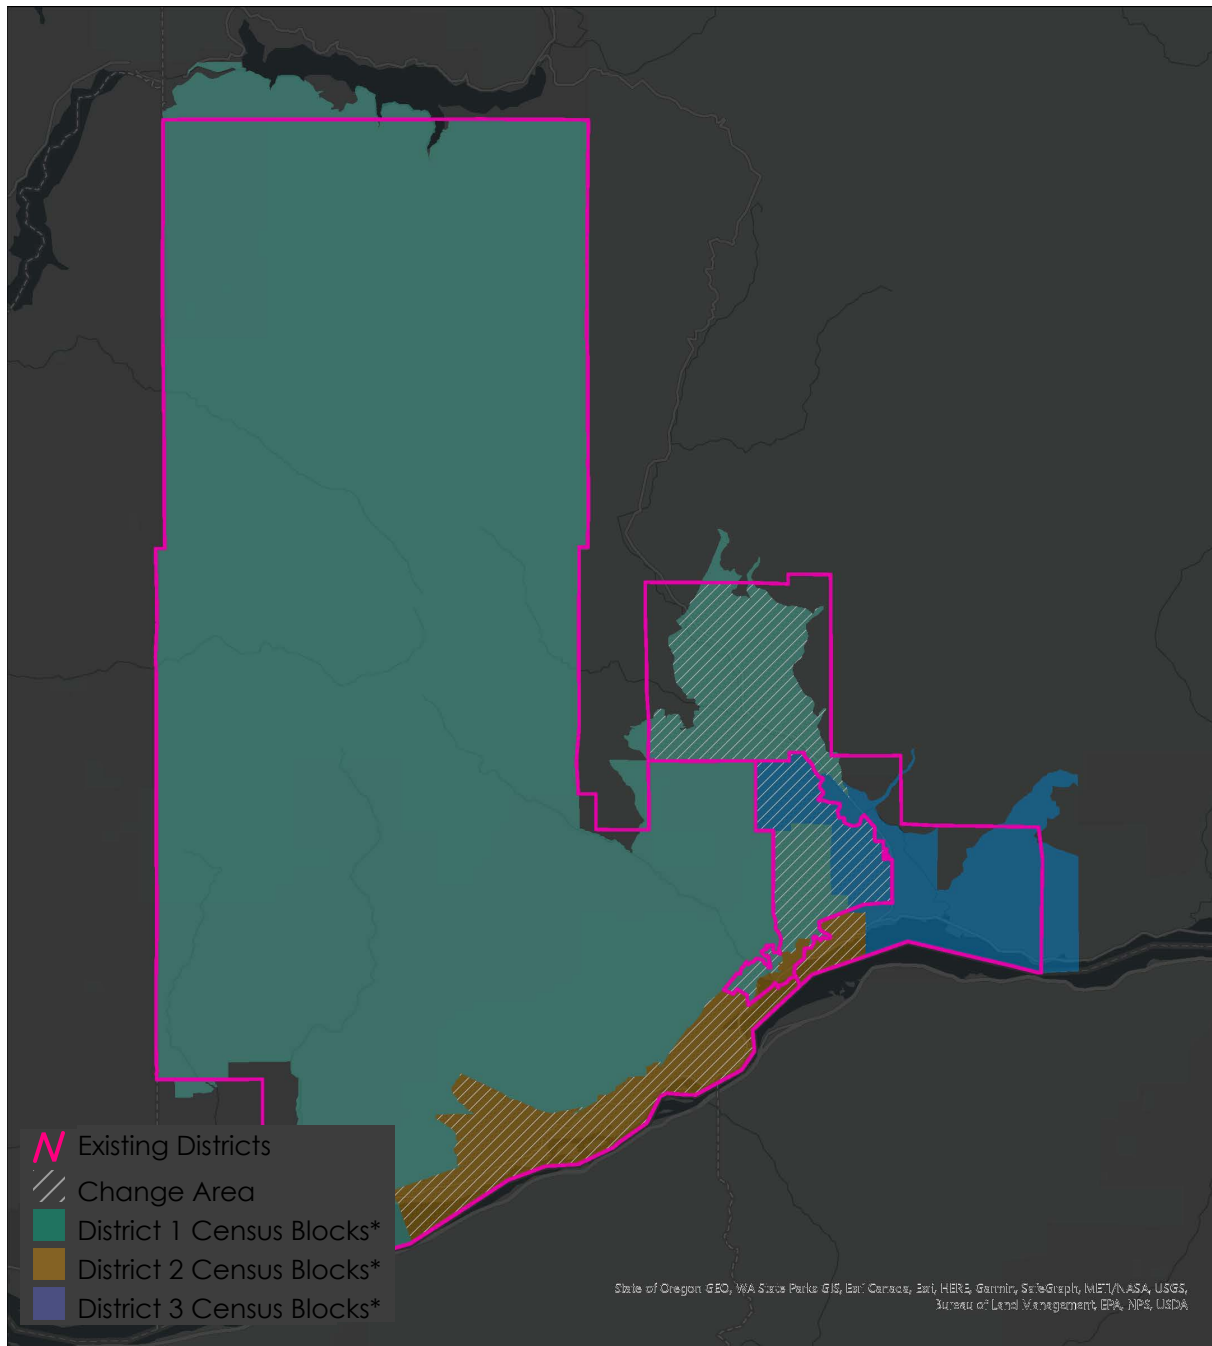 Existing Districts
Change Area
District 1 Census Blocks*
District 2 Census Blocks*
District 3 Census Blocks*
State of Oregon GEO, WA State Parks GIS, Esri Canada, Esri, HERE, Garmin, SafeGraph, METI/NASA, USGS,
Bureau of Land Management, EPA, NPS, USDA